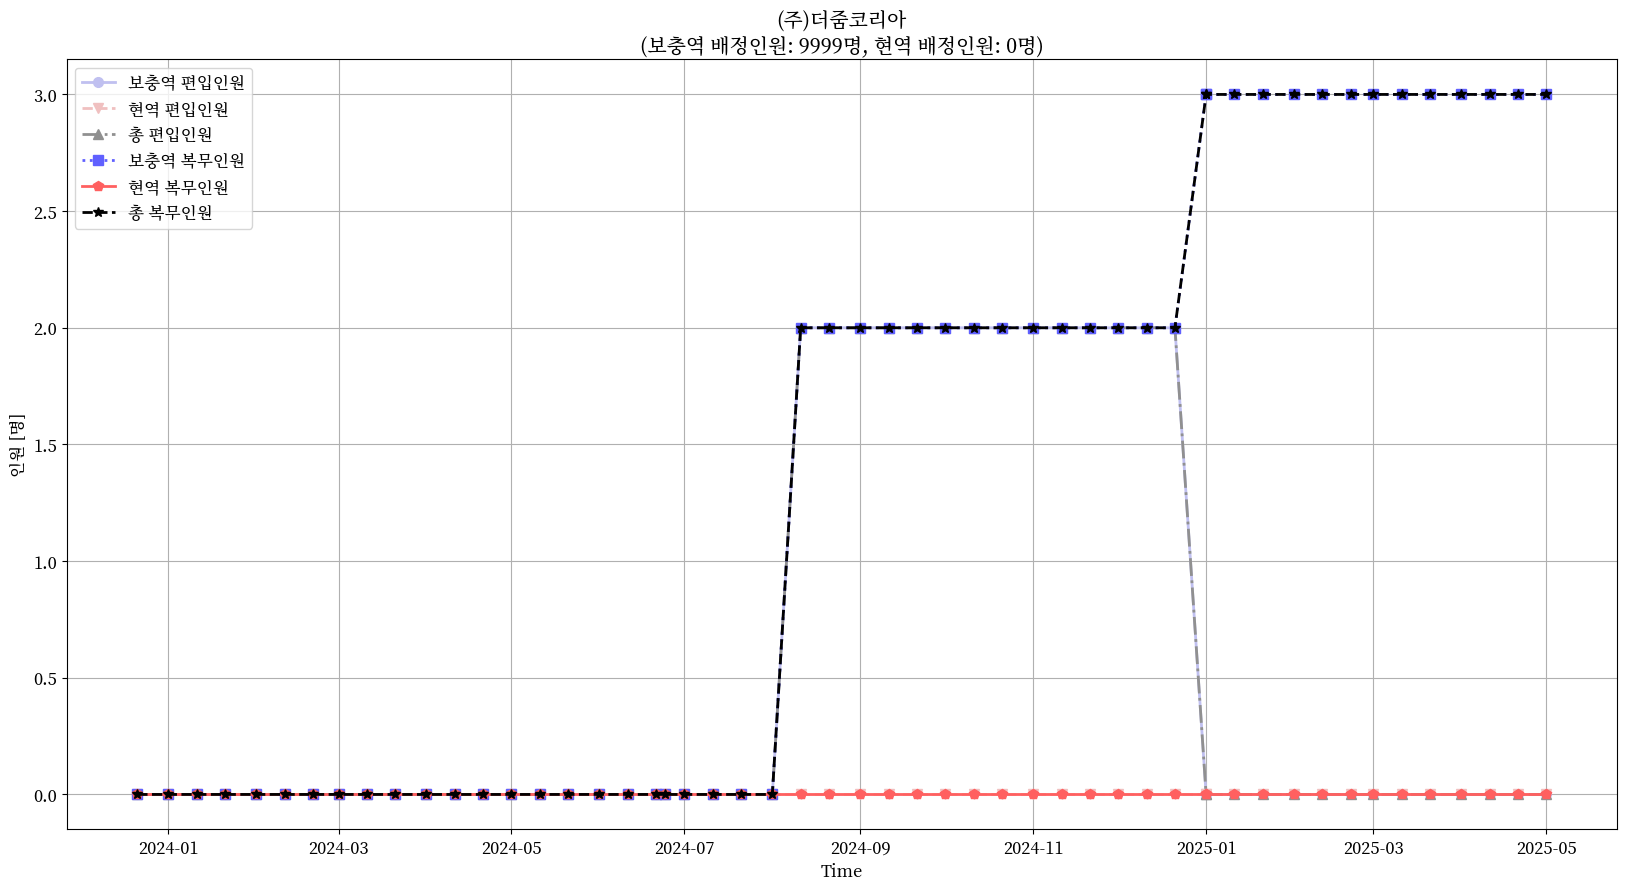 (주)더줌코리아
(보충역 배정인원: 9999명, 현역 배정인원: 0명)
보충역 편입인원
현역 편입인원
총 편입인원
보충역 복무인원
현역 복무인원
총 복무인원
인원 [명]
3.0
2.5
2.0
1.5
1.0
0.5
0.0
2024-01 2024-03 2024-05 2024-07 2024-09 2024-11 2025-01 2025-03 2025-05
Time